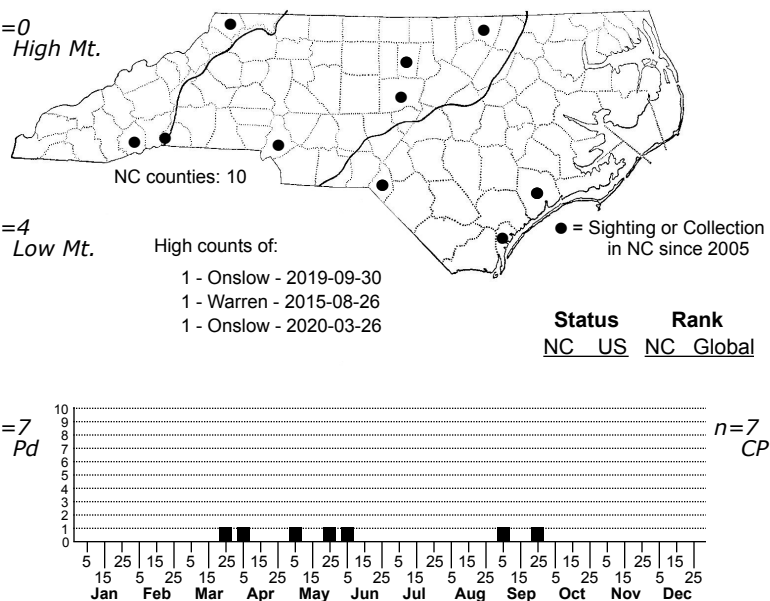 =0
High Mt.
NC counties: 10
=4
Low Mt.
High counts of:
1 - Onslow - 2019-09-30
1 - Warren - 2015-08-26
1 - Onslow - 2020-03-26
= Sighting or Collection
in NC since 2005
Status Rank
NC US NC Global
=7
Pd
n=7
CP
10
9
8
7
6
5
4
3
2
1
0
5 25 15 5 25 15 5 25 15 5 25 15 5 25 15 5 25 15
15 5 25 15 5 25 15 5 25 15 5 25 15 5 25 15 5 25
Jan Feb Mar Apr May Jun Jul Aug Sep Oct Nov Dec